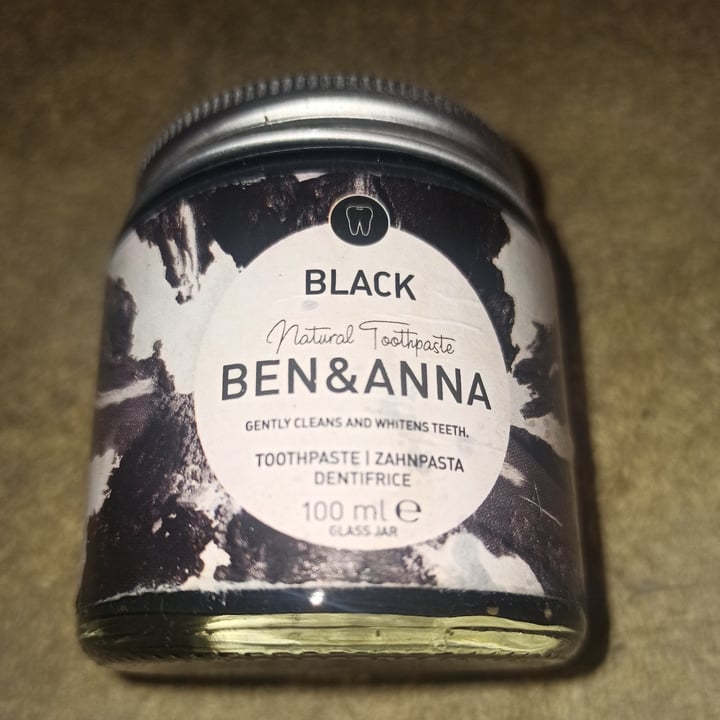 BLACK
Natural Toothpaste
BEN&ANNA
GENTLY CLEANS AND WHITENS TEETH.
TOOTHPASTE | ZAHNPASTA
DENTIFRICE
100 ml ℮
GLASS JAR